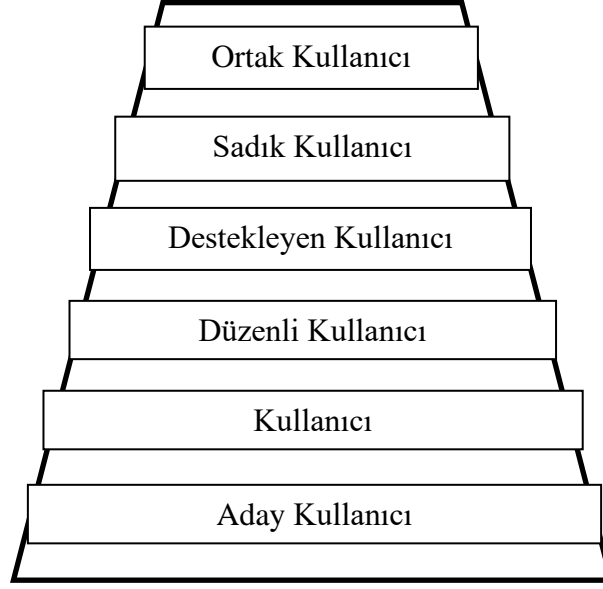 Ortak Kullanıcı
Sadık Kullanıcı
Destekleyen Kullanıcı
Düzenli Kullanıcı
Kullanıcı
Aday Kullanıcı